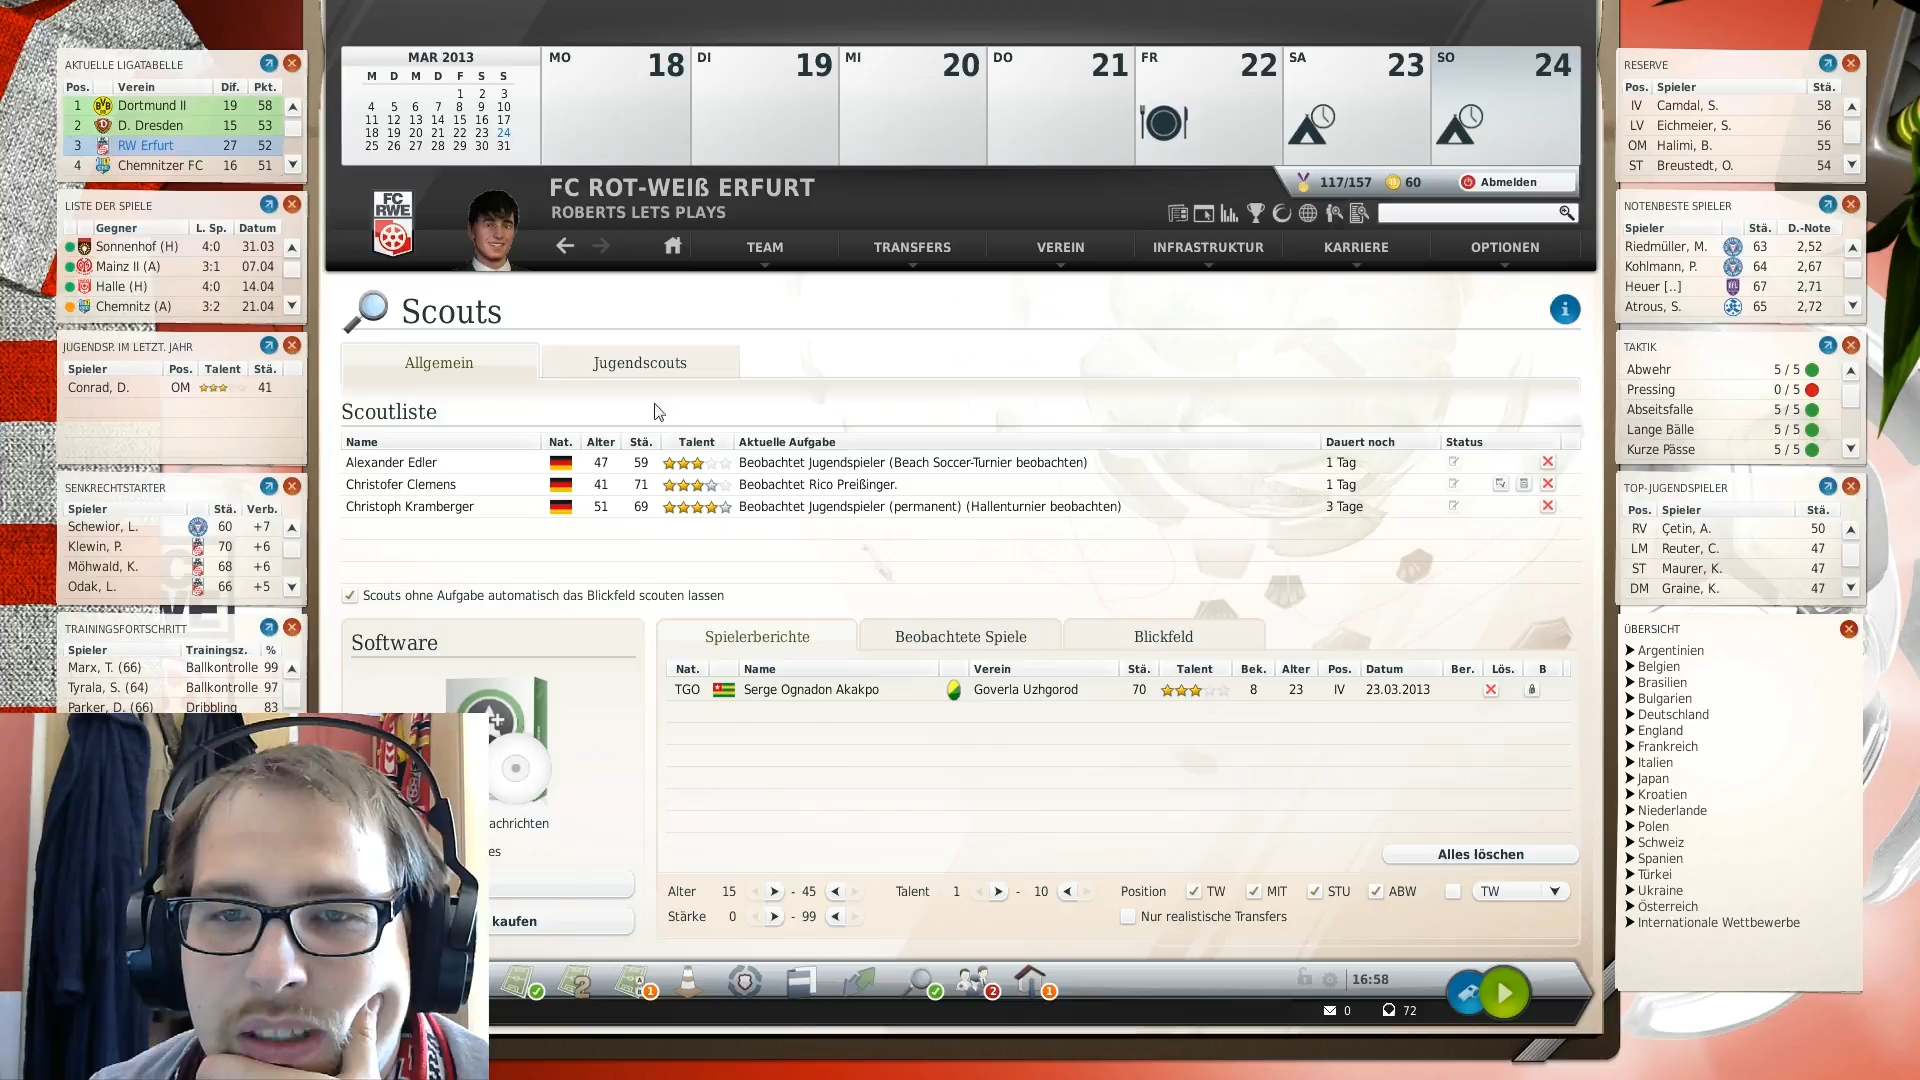 AKTUELLE LIGATABELLE
Pos. Verein Dif. Pkt.
1 Dortmund II 19 58
2 D. Dresden 15 53
3 RW Erfurt 27 52
4 Chemnitzer FC 16 51
LISTE DER SPIELE
Gegner L. Sp. Datum
Sonnenhof (H) 4:0 31.03
Mainz II (A) 3:1 07.04
Halle (H) 4:0 14.04
Chemnitz (A) 3:2 21.04
JUGENDSP. IM LETZT. JAHR
Spieler Pos. Talent Stä.
Conrad, D. OM 41
SENKRECHTSTARTER
Spieler Stä. Verb.
Schewior, L. 60 +7
Klewin, P. 70 +6
Möhwald, K. 68 +6
Odak, L. 66 +5
TRAININGSFORTSCHRITT
Spieler Trainingsz. %
Marx, T. (66) Ballkontrolle 99
Tyrala, S. (64) Ballkontrolle 97
Parker, D. (66) Dribbling 83
MAR 2013
M D M D F S S
1 2 3
4 5 6 7 8 9 10
11 12 13 14 15 16 17
18 19 20 21 22 23 24
25 26 27 28 29 30 31
MO 18 DI 19 MI 20 DO 21 FR 22 SA 23 SO 24
117/157 60 Abmelden
FC RWE
FC ROT-WEIß ERFURT
ROBERTS LETS PLAYS
TEAM TRANSFERS VEREIN INFRASTRUKTUR KARRIERE OPTIONEN
Scouts
Allgemein Jugendscouts
Scoutliste
Name Nat. Alter Stä. Talent Aktuelle Aufgabe Dauert noch Status
Alexander Edler 47 59 Beobachtet Jugendspieler (Beach Soccer-Turnier beobachten) 1 Tag
Christofer Clemens 41 71 Beobachtet Rico Preißinger. 1 Tag
Christoph Kramberger 51 69 Beobachtet Jugendspieler (permanent) (Hallenturnier beobachten) 3 Tage
Scouts ohne Aufgabe automatisch das Blickfeld scouten lassen
Software
achrichten
es
kaufen
Spielerberichte Beobachtete Spiele Blickfeld
Nat. Name Verein Stä. Talent Bek. Alter Pos. Datum Ber. Lös. B
TGO Serge Ognadon Akakpo Goverla Uzhgorod 70 8 23 IV 23.03.2013
Alles löschen
Alter 15 - 45 Talent 1 - 10 Position TW MIT STU ABW TW
Stärke 0 - 99 Nur realistische Transfers
2 1 2 1
16:58
0 72
RESERVE
Pos. Spieler Stä.
IV Camdal, S. 58
LV Eichmeier, S. 56
OM Halimi, B. 55
ST Breustedt, O. 54
NOTENBESTE SPIELER
Spieler Stä. D.-Note
Riedmüller, M. 63 2,52
Kohlmann, P. 64 2,67
Heuer [..] 67 2,71
Atrous, S. 65 2,72
TAKTIK
Abwehr 5 / 5
Pressing 0 / 5
Abseitsfalle 5 / 5
Lange Bälle 5 / 5
Kurze Pässe 5 / 5
TOP-JUGENDSPIELER
Pos. Spieler Stä.
RV Çetin, A. 50
LM Reuter, C. 47
ST Maurer, K. 47
DM Graine, K. 47
ÜBERSICHT
Argentinien
Belgien
Brasilien
Bulgarien
Deutschland
England
Frankreich
Italien
Japan
Kroatien
Niederlande
Polen
Schweiz
Spanien
Türkei
Ukraine
Österreich
Internationale Wettbewerbe